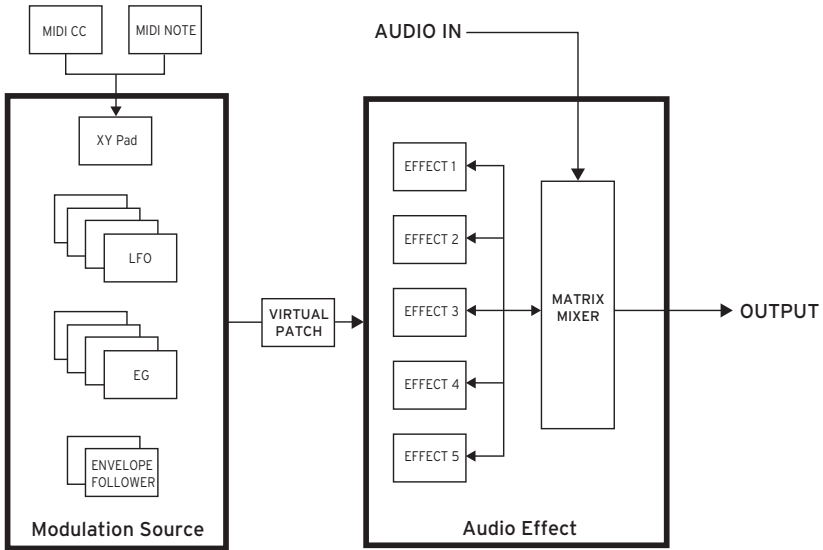 MIDI CC
MIDI NOTE
AUDIO IN
XY Pad
LFO
EG
ENVELOPE
FOLLOWER
Modulation Source
VIRTUAL
PATCH
EFFECT 1
EFFECT 2
EFFECT 3
EFFECT 4
EFFECT 5
MATRIX
MIXER
Audio Effect
OUTPUT